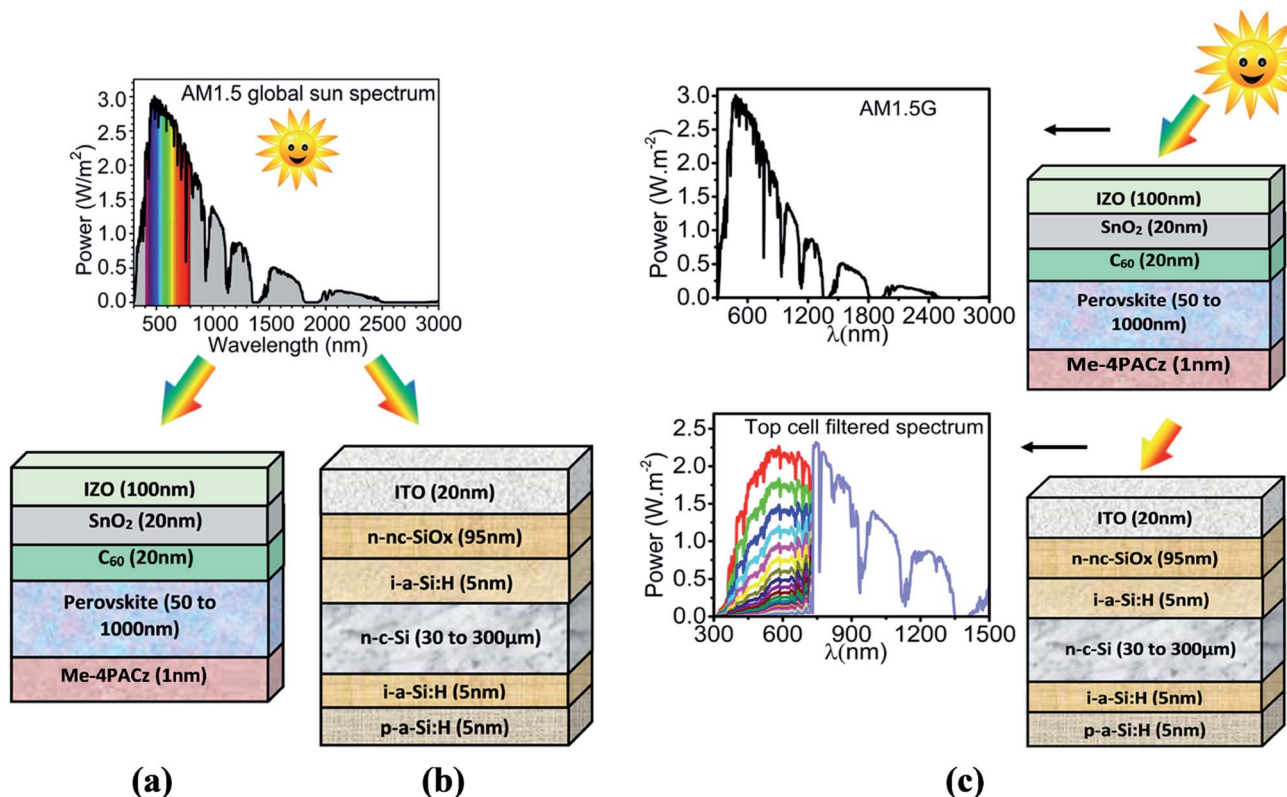 AM1.5 global sun spectrum
Power (W/m²)
3.0
2.5
2.0
1.5
1.0
0.5
0.0
500 1000 1500 2000 2500 3000
Wavelength (nm)
IZO (100nm)
SnO₂ (20nm)
C₆₀ (20nm)
Perovskite (50 to
1000nm)
Me-4PACz (1nm)
(a)
ITO (20nm)
n-nc-SiOx (95nm)
i-a-Si:H (5nm)
n-c-Si (30 to 300μm)
i-a-Si:H (5nm)
p-a-Si:H (5nm)
(b)
AM1.5G
Power (W.m⁻²)
3.0
2.5
2.0
1.5
1.0
0.5
0.0
600 1200 1800 2400 3000
λ(nm)
IZO (100nm)
SnO₂ (20nm)
C₆₀ (20nm)
Perovskite (50 to
1000nm)
Me-4PACz (1nm)
Top cell filtered spectrum
Power (W.m⁻²)
2.5
2.0
1.5
1.0
0.5
0
300 600 900 1200 1500
λ(nm)
ITO (20nm)
n-nc-SiOx (95nm)
i-a-Si:H (5nm)
n-c-Si (30 to 300μm)
i-a-Si:H (5nm)
p-a-Si:H (5nm)
(c)